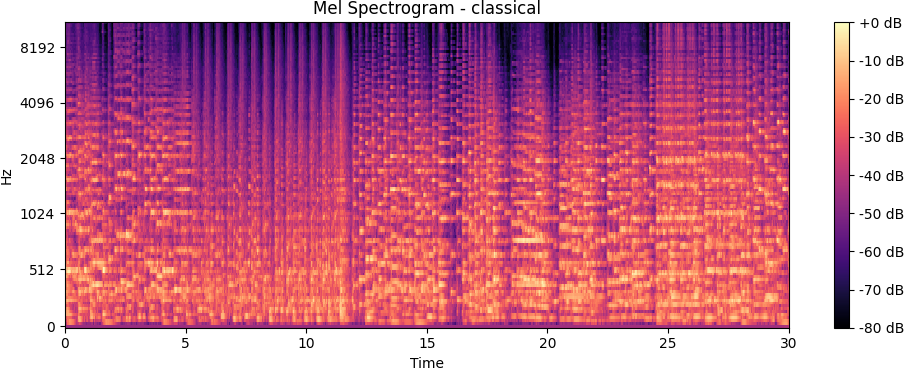 Mel Spectrogram - classical
8192
4096
2048
1024
512
0
Hz
0 5 10 15 20 25 30
Time
+0 dB
-10 dB
-20 dB
-30 dB
-40 dB
-50 dB
-60 dB
-70 dB
-80 dB